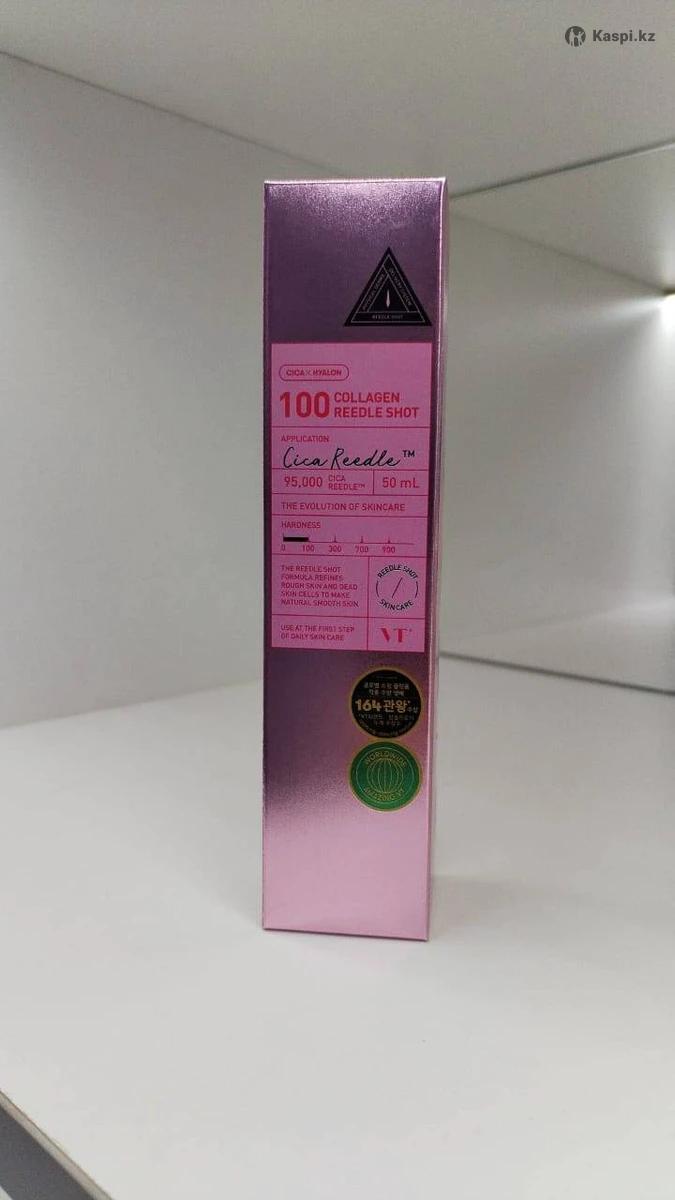 Kaspi.kz
REEDLE SHOT
CICA × HYALON
100 COLLAGEN
REEDLE SHOT
APPLICATION
Cica Reedle™
95,000 CICA
REEDLE™
50 mL
THE EVOLUTION OF SKINCARE
HARDNESS
0 100 300 700 900
THE REEDLE SHOT
FORMULA REFINES
ROUGH SKIN AND DEAD
SKIN CELLS TO MAKE
NATURAL SMOOTH SKIN
REEDLE SHOT
SKINCARE
USE AT THE FIRST STEP
OF DAILY SKIN CARE
VT
164관왕
WORLDWIDE
AMAZING VT